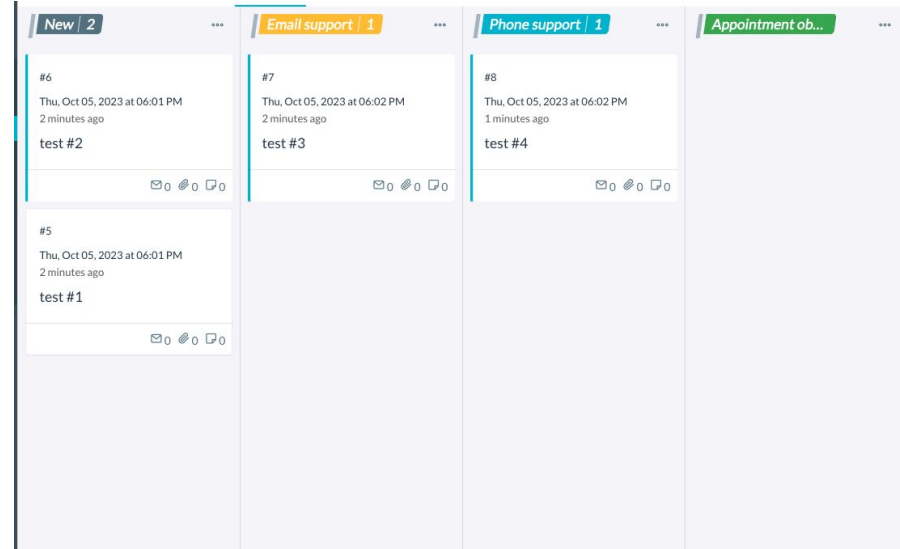 New | 2
#6
Thu, Oct 05, 2023 at 06:01 PM
2 minutes ago
test #2
0 0 0
#5
Thu, Oct 05, 2023 at 06:01 PM
2 minutes ago
test #1
0 0 0
Email support | 1
#7
Thu, Oct 05, 2023 at 06:02 PM
2 minutes ago
test #3
0 0 0
Phone support | 1
#8
Thu, Oct 05, 2023 at 06:02 PM
1 minutes ago
test #4
0 0 0
Appointment ob...